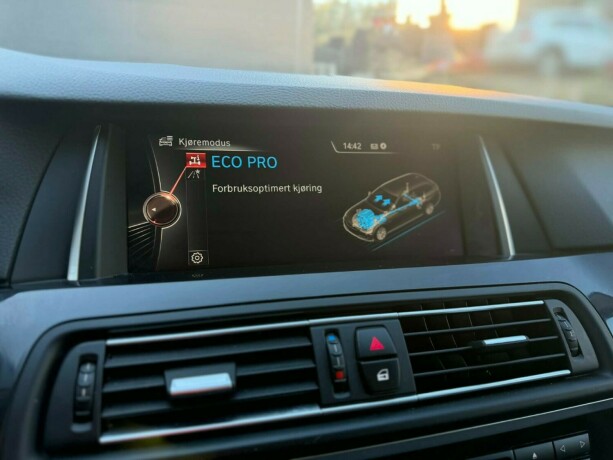 Kjøremodus
14:42
ECO PRO
Forbruksoptimert kjøring